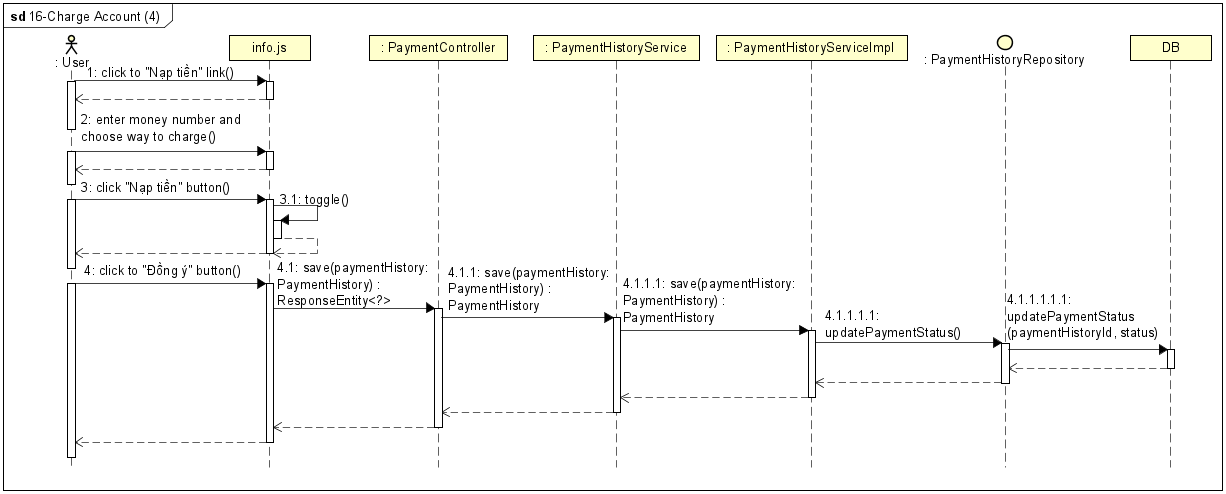 sd 16-Charge Account (4)
: User
info.js
: PaymentController
: PaymentHistoryService
: PaymentHistoryServiceImpl
: PaymentHistoryRepository
DB
1: click to "Nạp tiền" link()
2: enter money number and
choose way to charge()
3: click "Nạp tiền" button()
3.1: toggle()
4: click to "Đồng ý" button()
4.1: save(paymentHistory:
PaymentHistory) :
ResponseEntity<?>
4.1.1: save(paymentHistory:
PaymentHistory) :
PaymentHistory
4.1.1.1: save(paymentHistory:
PaymentHistory) :
PaymentHistory
4.1.1.1.1:
updatePaymentStatus()
4.1.1.1.1.1:
updatePaymentStatus
(paymentHistoryId, status)